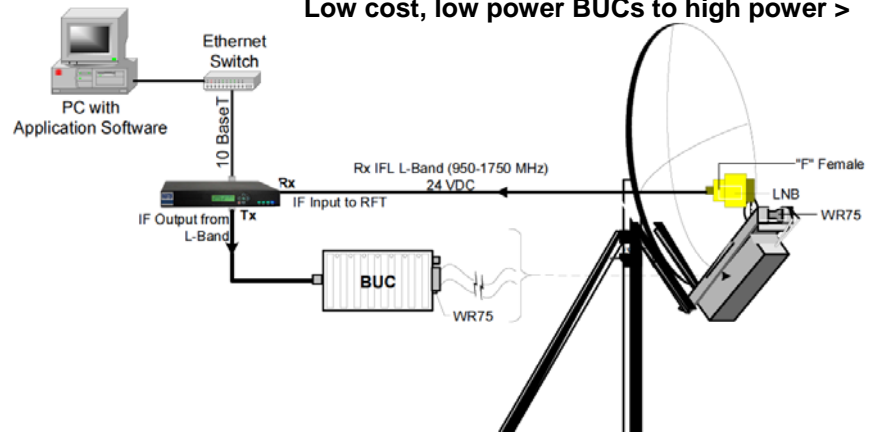 Low cost, low power BUCs to high power >
Ethernet
Switch
PC with
Application Software
10 BaseT
Rx
Rx IFL L-Band (950-1750 MHz)
24 VDC
IF Input to RFT
"F" Female
LNB
WR75
IF Output from
L-Band
Tx
BUC
WR75